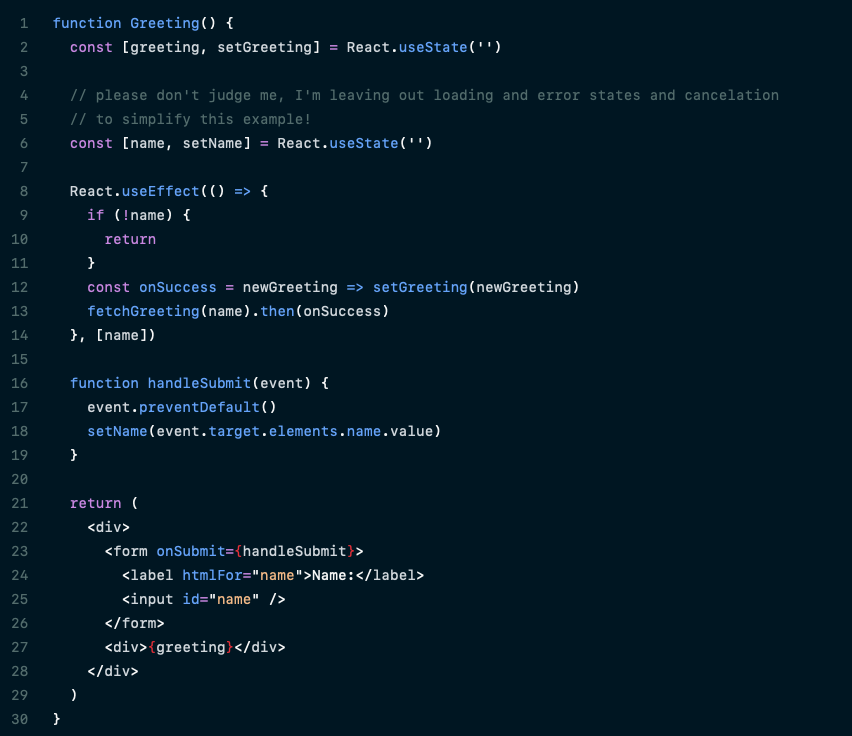 1 function Greeting() {
2   const [greeting, setGreeting] = React.useState('')
3
4   // please don't judge me, I'm leaving out loading and error states and cancelation
5   // to simplify this example!
6   const [name, setName] = React.useState('')
7
8   React.useEffect(() => {
9     if (!name) {
10       return
11     }
12     const onSuccess = newGreeting => setGreeting(newGreeting)
13     fetchGreeting(name).then(onSuccess)
14   }, [name])
15
16   function handleSubmit(event) {
17     event.preventDefault()
18     setName(event.target.elements.name.value)
19   }
20
21   return (
22     <div>
23       <form onSubmit={handleSubmit}>
24         <label htmlFor="name">Name:</label>
25         <input id="name" />
26       </form>
27       <div>{greeting}</div>
28     </div>
29   )
30 }